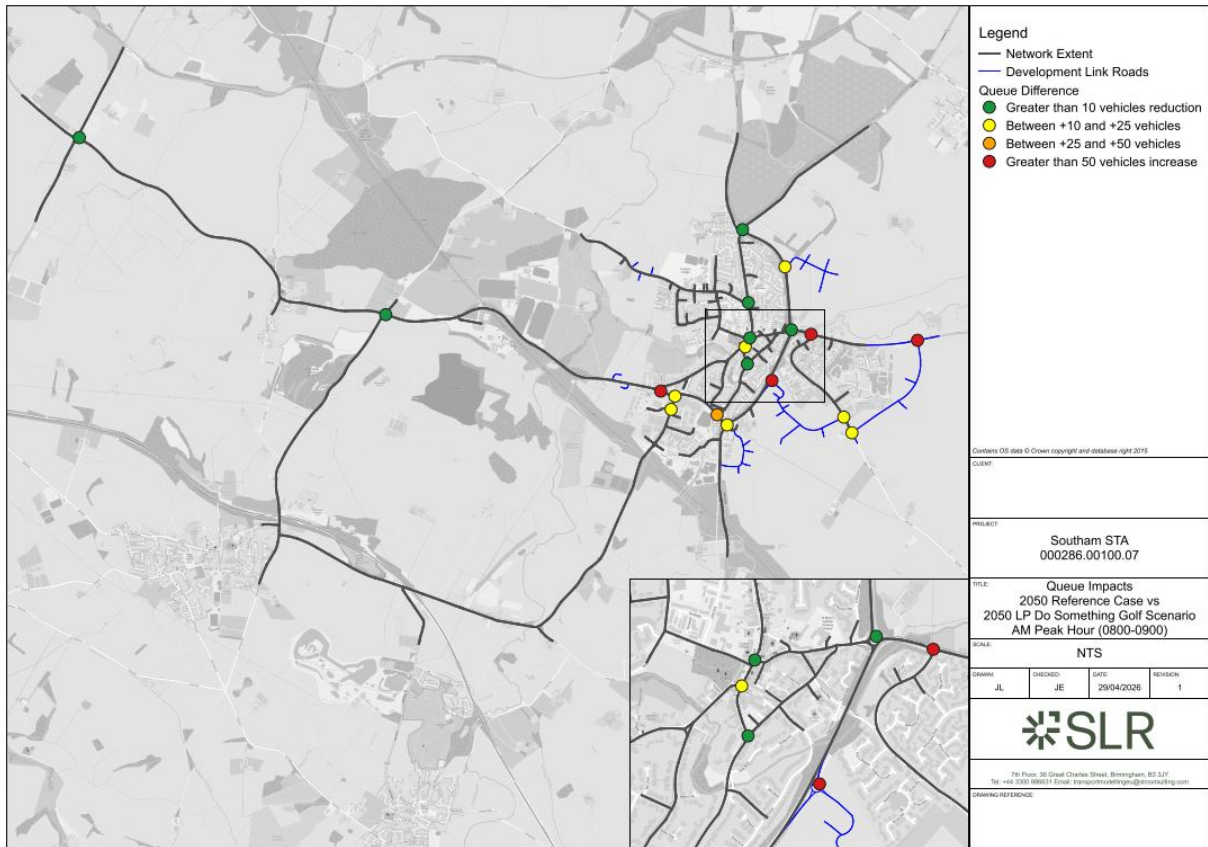 Legend
Network Extent
Development Link Roads
Queue Difference
Greater than 10 vehicles reduction
Between +10 and +25 vehicles
Between +25 and +50 vehicles
Greater than 50 vehicles increase
Contains OS data © Crown copyright and database right 2015
CLIENT:
PROJECT:
Southam STA
000286.00100.07
TITLE:
Queue Impacts
2050 Reference Case vs
2050 LP Do Something Golf Scenario
AM Peak Hour (0800-0900)
SCALE:
NTS
DRAWN: CHECKED: DATE: REVISION:
JL JE 29/04/2026 1
SLR
7th Floor, 36 Great Charles Street, Birmingham, B3 3JY
DRAWING REFERENCE: